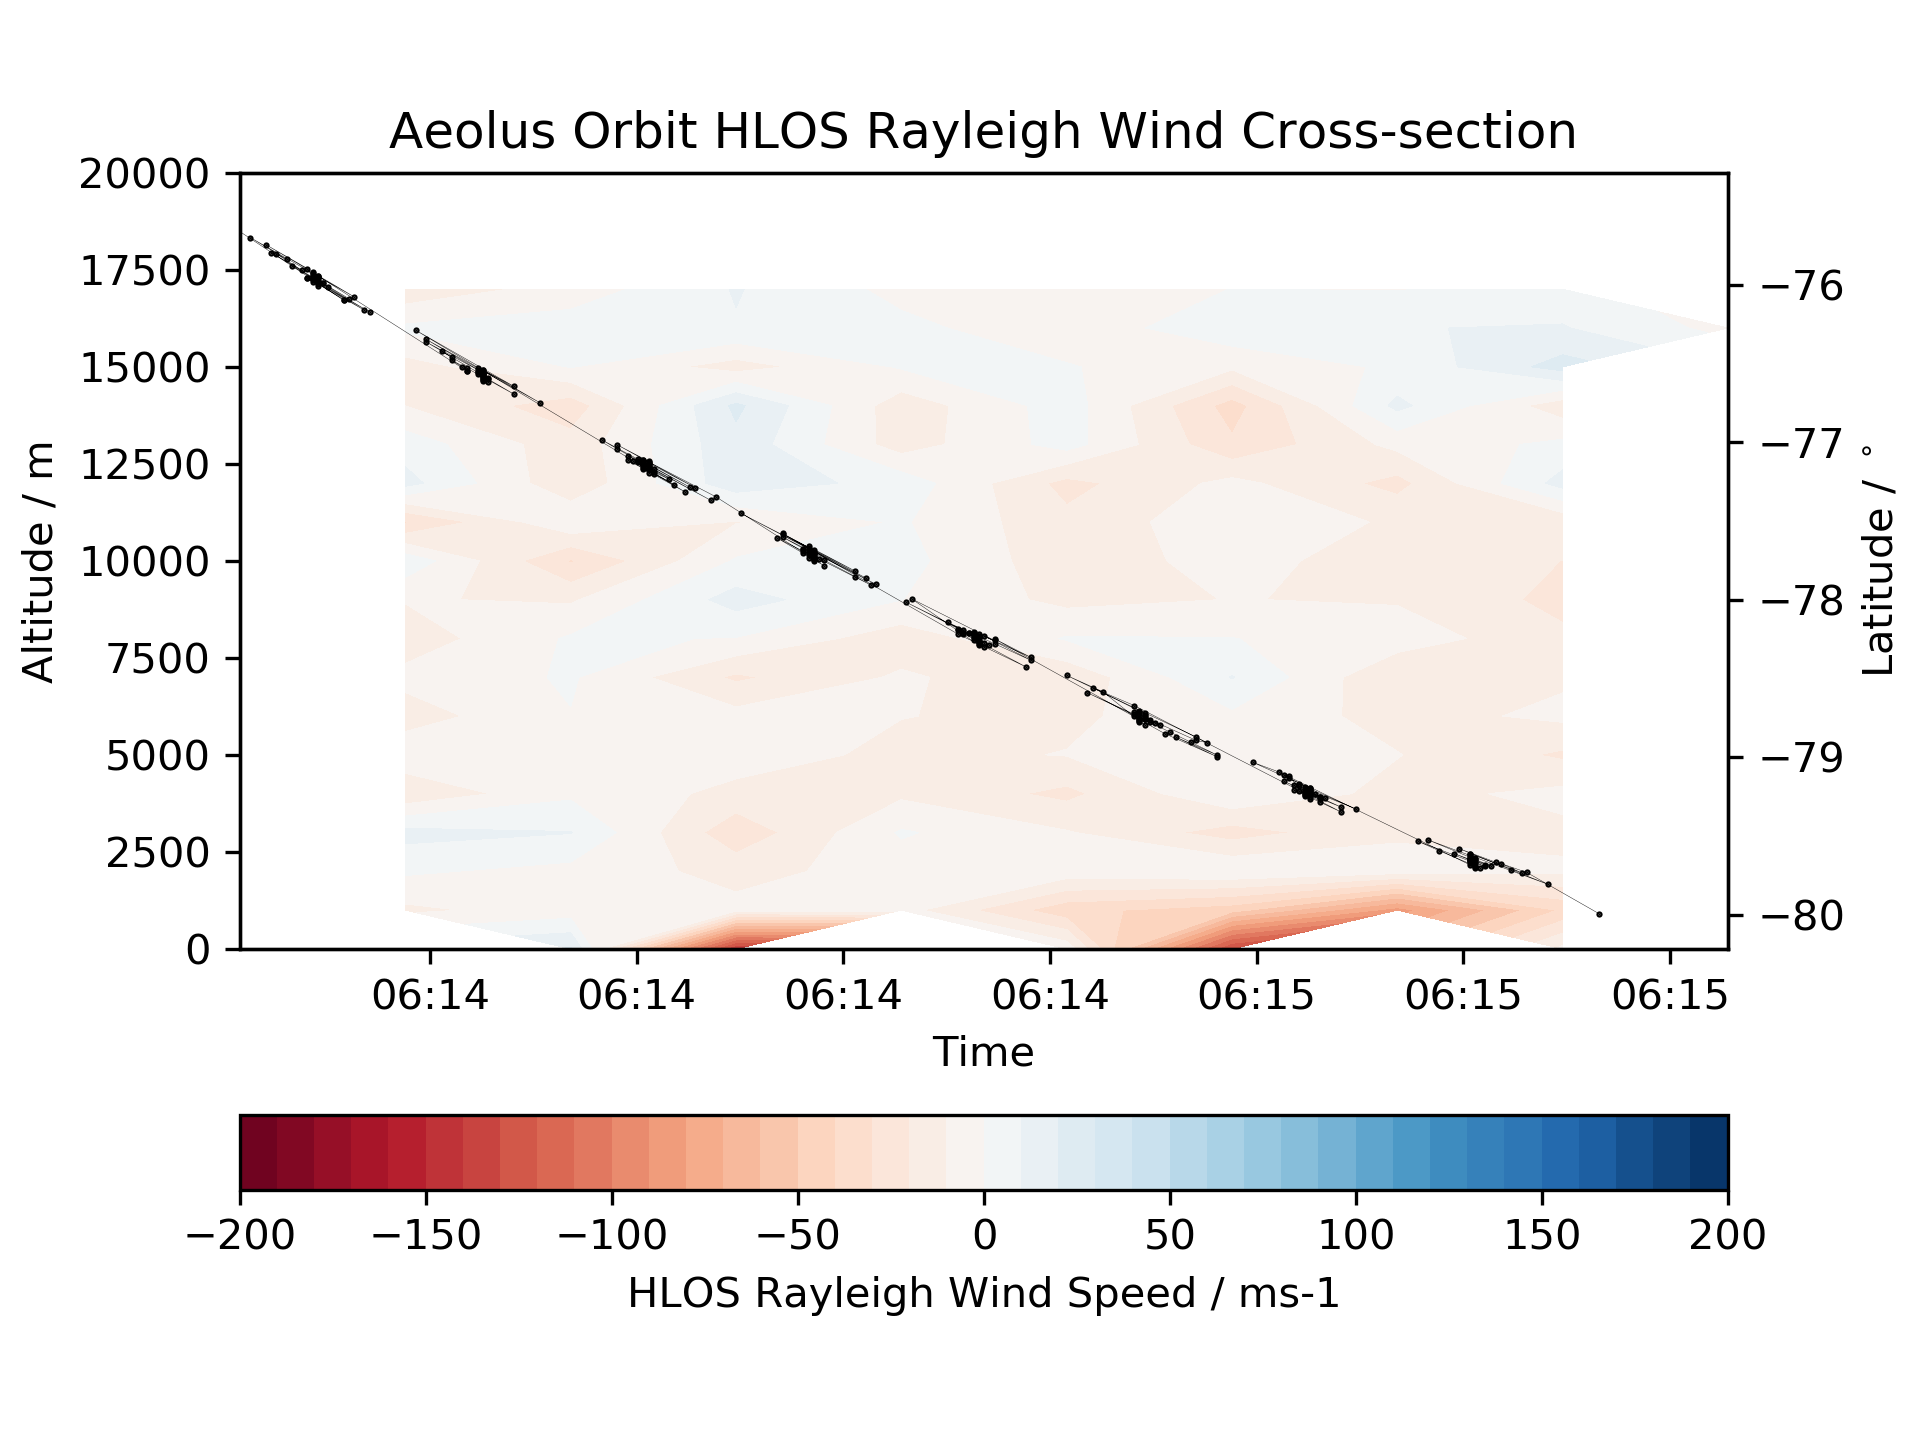 Aeolus Orbit HLOS Rayleigh Wind Cross-section
20000
17500
15000
12500
10000
7500
5000
2500
0
Altitude / m
−76
−77
−78
−79
−80
Latitude / °
06:14 06:14 06:14 06:14 06:15 06:15 06:15
Time
−200 −150 −100 −50 0 50 100 150 200
HLOS Rayleigh Wind Speed / ms-1